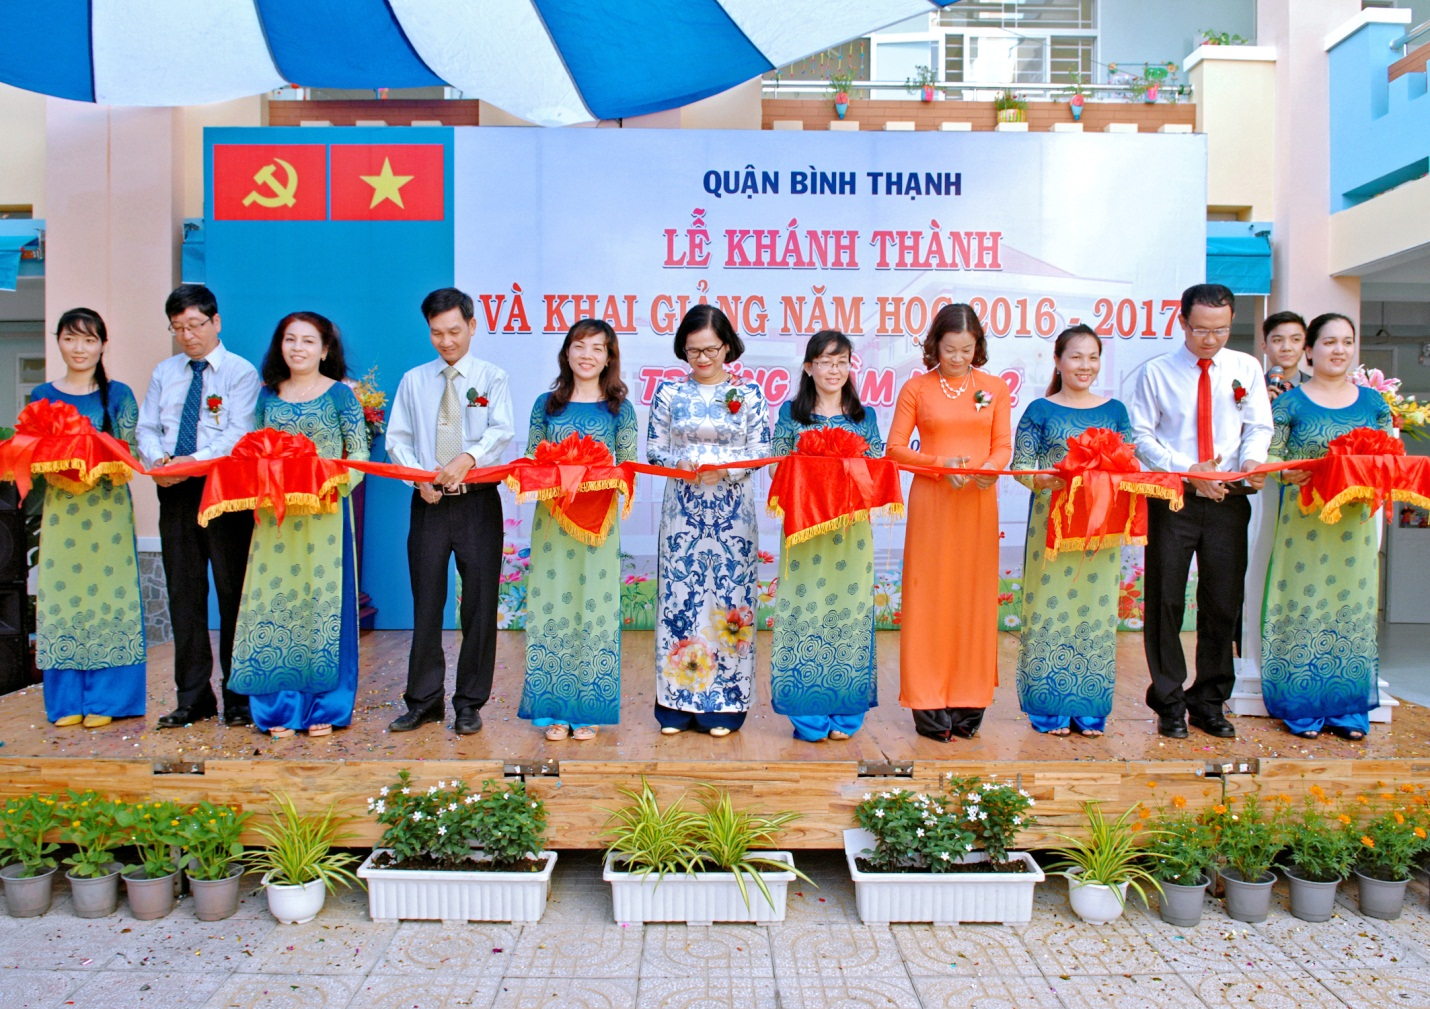 QUẬN BÌNH THẠNH
LỄ KHÁNH THÀNH
VÀ KHAI GIẢNG NĂM HỌC 2016 - 2017